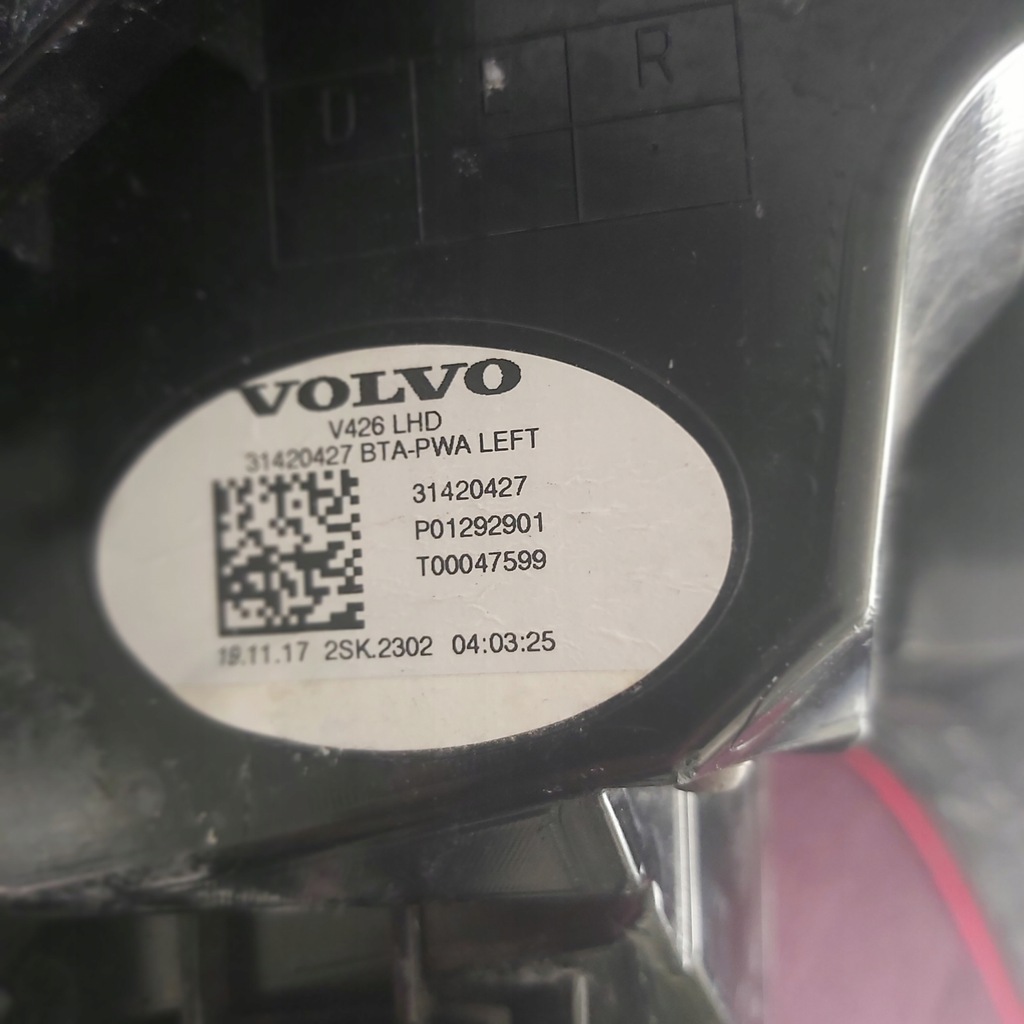 D L R
VOLVO
V426 LHD
31420427 BTA-PWA LEFT
31420427
P01292901
T00047599
19.11.17 2SK.2302 04:03:25